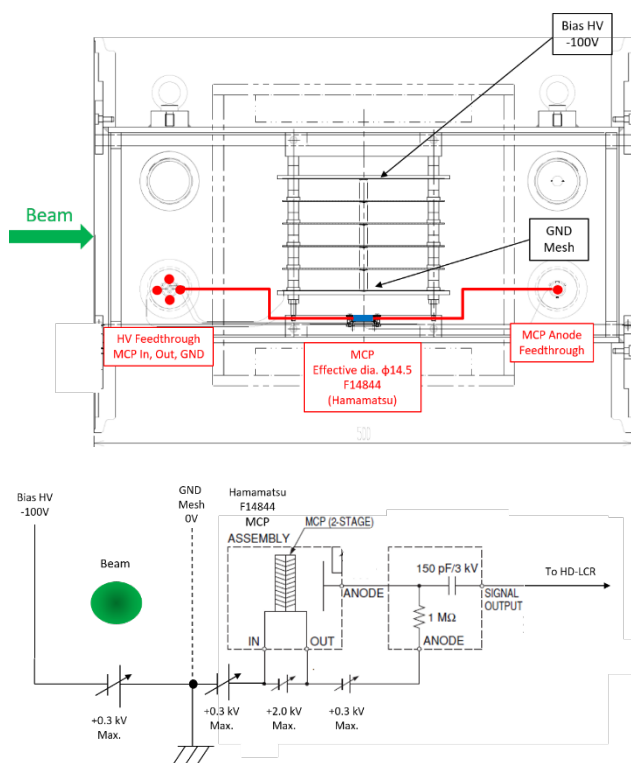 Bias HV
-100V
Beam
GND
Mesh
HV Feedthrough
MCP In, Out, GND
MCP
Effective dia. ϕ14.5
F14844
(Hamamatsu)
MCP Anode
Feedthrough
500
Bias HV
-100V
GND
Mesh
0V
Hamamatsu
F14844
MCP
ASSEMBLY
MCP (2-STAGE)
Beam
150 pF/3 kV
To HD-LCR
ANODE
SIGNAL
OUTPUT
1 MΩ
IN
OUT
ANODE
+0.3 kV
Max.
+0.3 kV
Max.
+2.0 kV
Max.
+0.3 kV
Max.